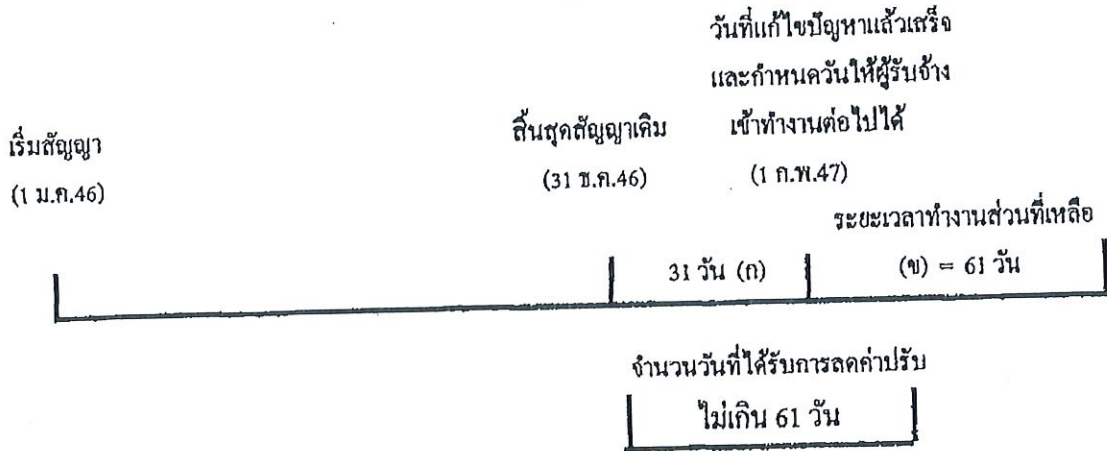 วันที่แก้ไขปัญหาแล้วเสร็จ
และกำหนดวันให้ผู้รับจ้าง
เข้าทำงานต่อไปได้
(1 ก.พ.47)
สิ้นสุดสัญญาเดิม
(31 ธ.ค.46)
เริ่มสัญญา
(1 ม.ค.46)
ระยะเวลาทำงานส่วนที่เหลือ
31 วัน (ก)
(ข) = 61 วัน
จำนวนวันที่ได้รับการลดค่าปรับ
ไม่เกิน 61 วัน